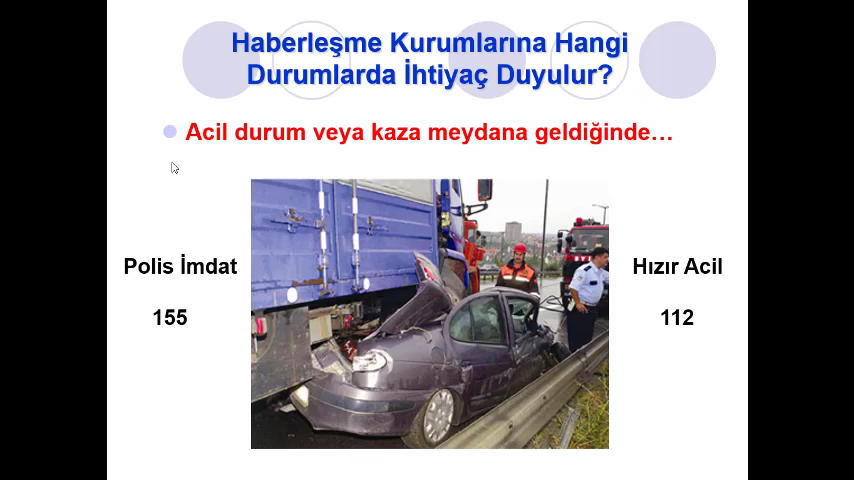 Haberleşme Kurumlarına Hangi
Durumlarda İhtiyaç Duyulur?
Acil durum veya kaza meydana geldiğinde…
Polis İmdat
155
Hızır Acil
112